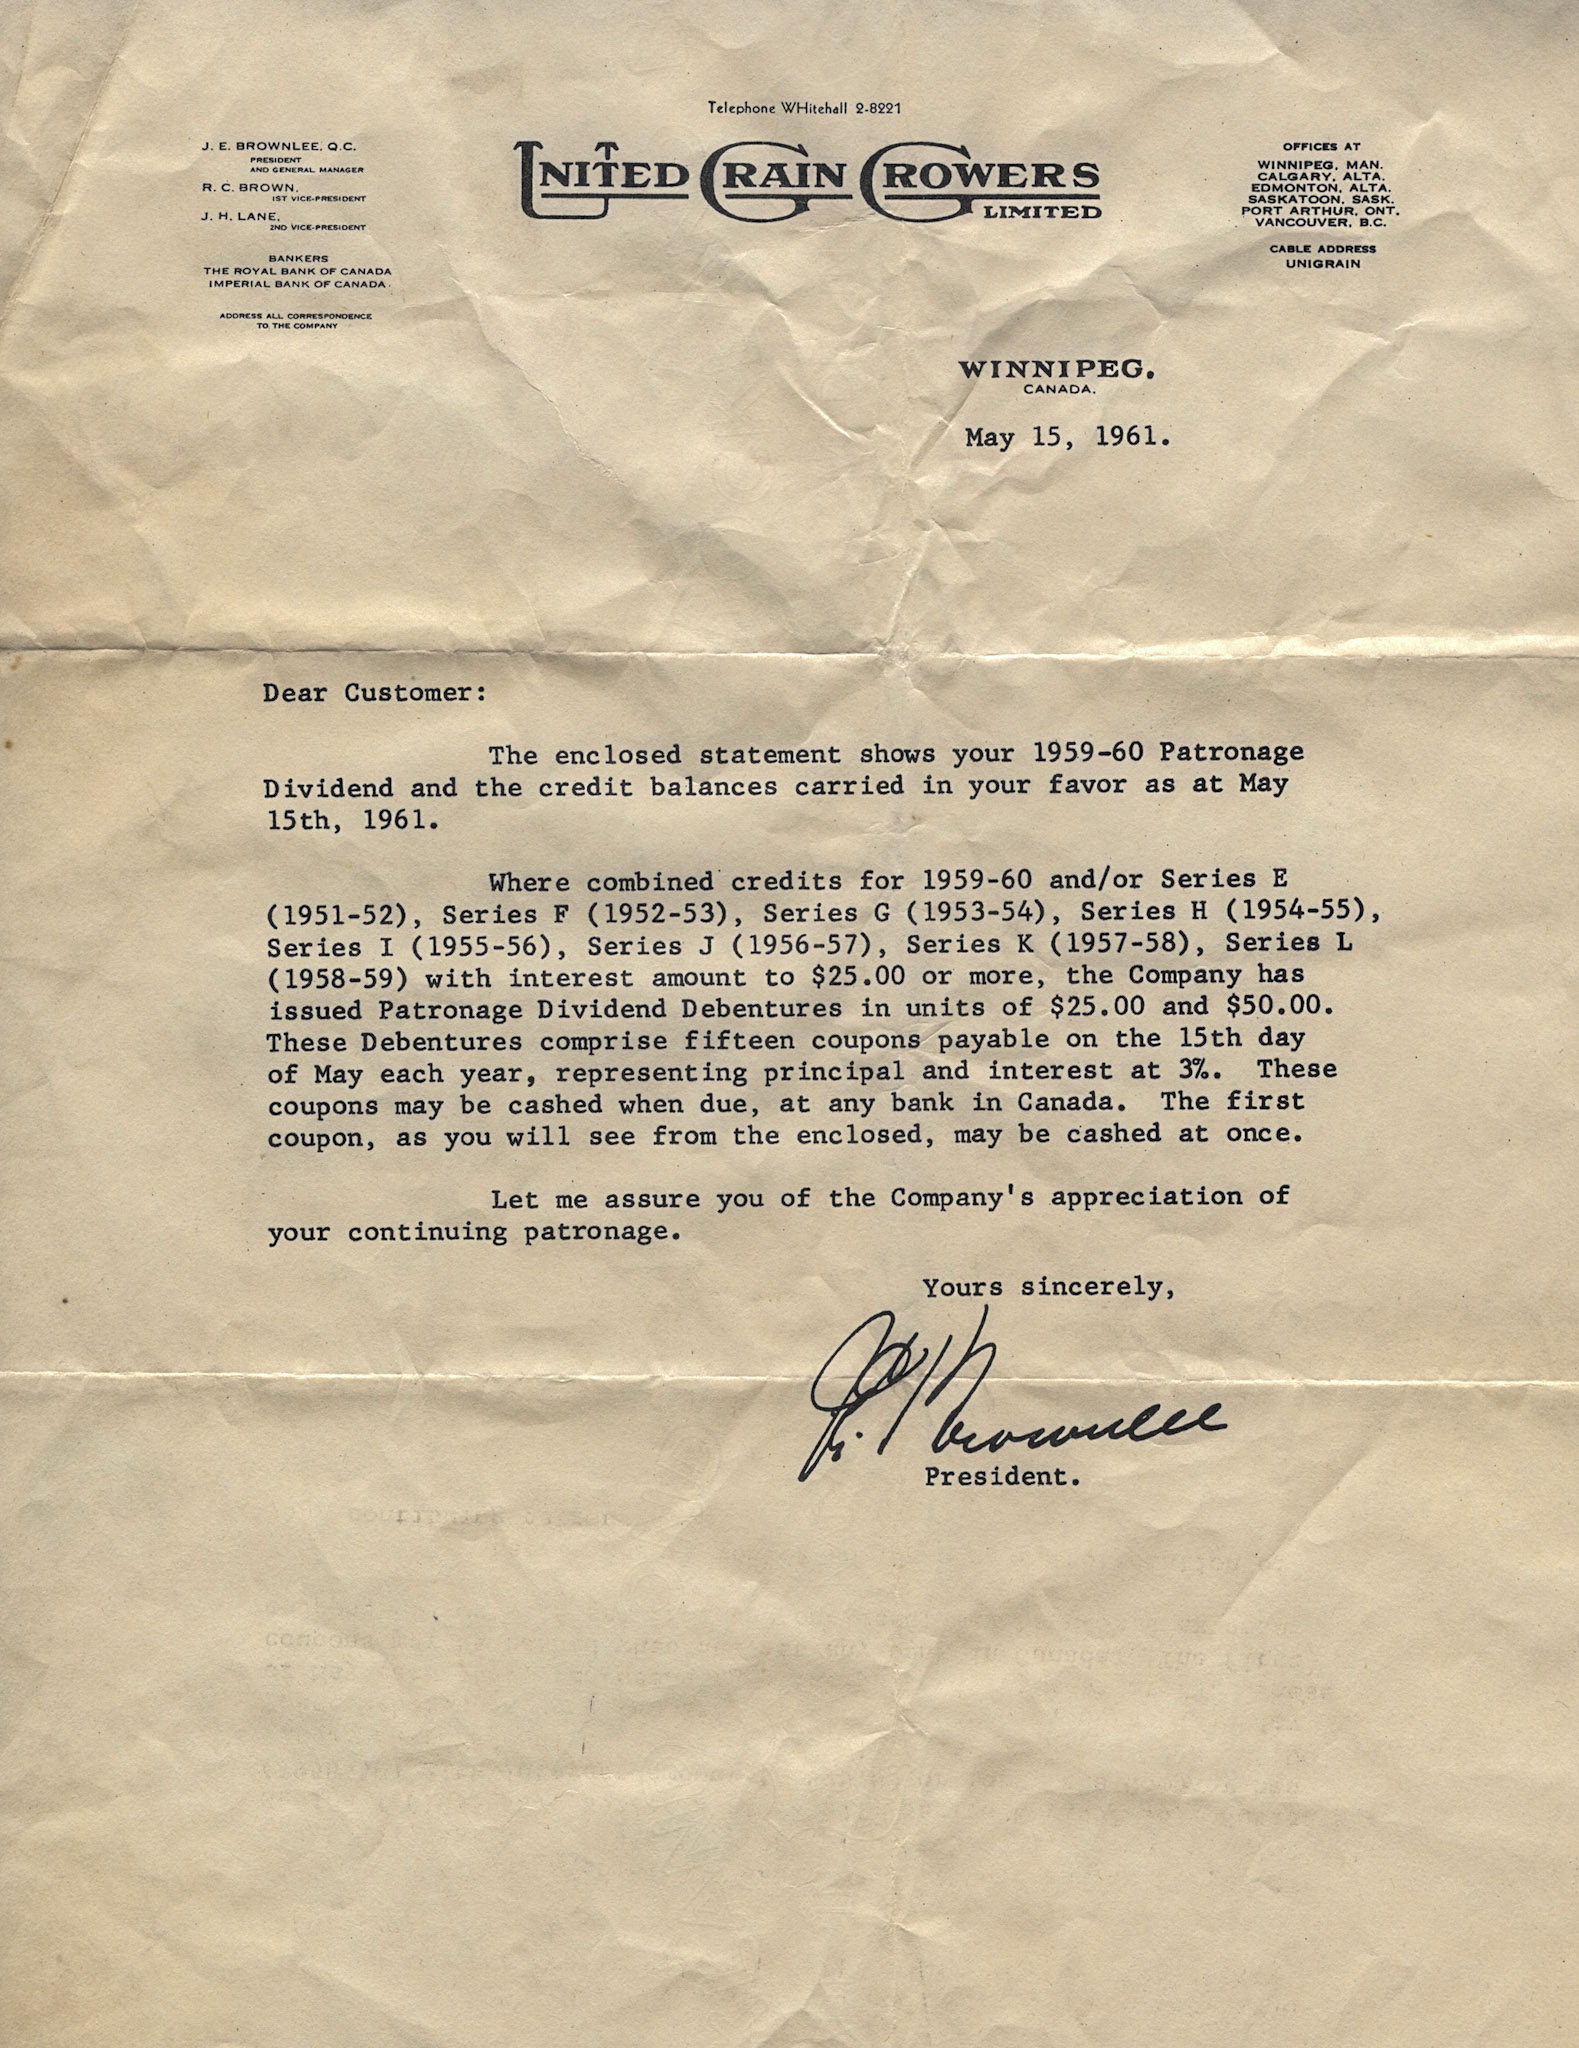 Telephone WHitehall 2-8221
UNITED GRAIN GROWERS
LIMITED
J. E. BROWNLEE, Q.C.
PRESIDENT
AND GENERAL MANAGER
R. C. BROWN,
1ST VICE-PRESIDENT
J. H. LANE,
2ND VICE-PRESIDENT
BANKERS
THE ROYAL BANK OF CANADA
IMPERIAL BANK OF CANADA
ADDRESS ALL CORRESPONDENCE
TO THE COMPANY
OFFICES AT
WINNIPEG, MAN.
CALGARY, ALTA.
EDMONTON, ALTA.
SASKATOON, SASK.
PORT ARTHUR, ONT.
VANCOUVER, B.C.
CABLE ADDRESS
UNIGRAIN
WINNIPEG.
CANADA.
May 15, 1961.
Dear Customer:
The enclosed statement shows your 1959-60 Patronage
Dividend and the credit balances carried in your favor as at May
15th, 1961.
Where combined credits for 1959-60 and/or Series E
(1951-52), Series F (1952-53), Series G (1953-54), Series H (1954-55),
Series I (1955-56), Series J (1956-57), Series K (1957-58), Series L
(1958-59) with interest amount to $25.00 or more, the Company has
issued Patronage Dividend Debentures in units of $25.00 and $50.00.
These Debentures comprise fifteen coupons payable on the 15th day
of May each year, representing principal and interest at 3%. These
coupons may be cashed when due, at any bank in Canada. The first
coupon, as you will see from the enclosed, may be cashed at once.
Let me assure you of the Company's appreciation of
your continuing patronage.
Yours sincerely,
Brownlee
President.